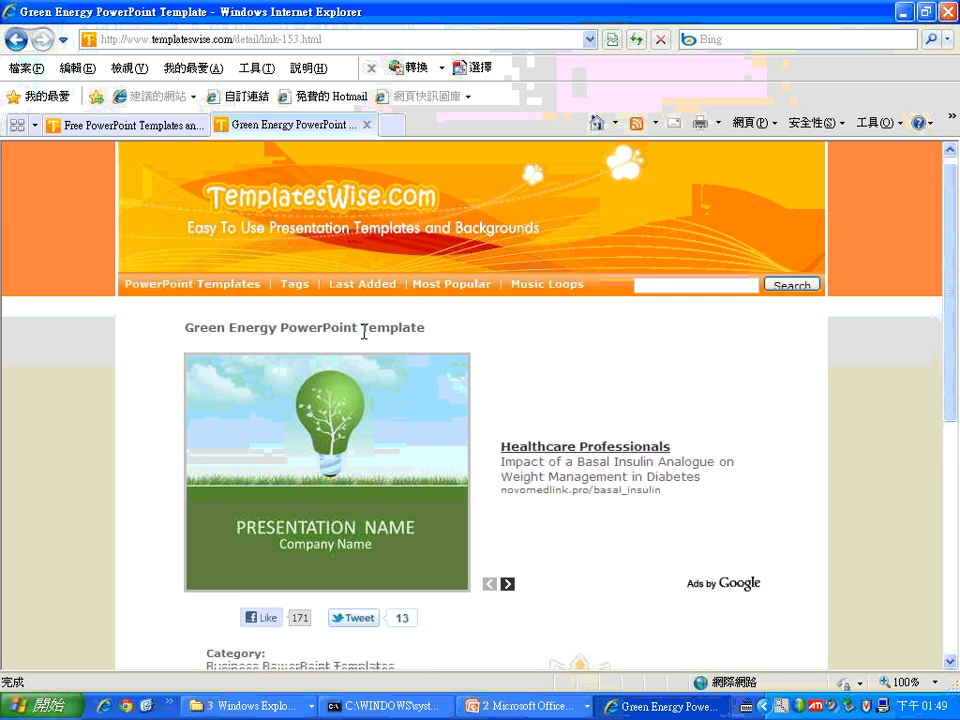 Green Energy PowerPoint Template - Windows Internet Explorer
http://www.templateswise.com/detail/link-153.html
Bing
檔案(F) 編輯(E) 檢視(V) 我的最愛(A) 工具(T) 說明(H)
轉換 選擇
我的最愛 建議的網站 自訂連結 免費的 Hotmail 網頁快訊圖庫
Free PowerPoint Templates an... Green Energy PowerPoint ...
網頁(P) 安全性(S) 工具(O)
TemplatesWise.com
Easy To Use Presentation Templates and Backgrounds
PowerPoint Templates | Tags | Last Added | Most Popular | Music Loops
Search
Green Energy PowerPoint Template
PRESENTATION NAME
Company Name
Healthcare Professionals
Impact of a Basal Insulin Analogue on
Weight Management in Diabetes
novomedlink.pro/basal_insulin
Ads by Google
Like 171 Tweet 13
Category:
Business PowerPoint Templates
完成 網際網路 100%
開始 3 Windows Explo... C:\WINDOWS\syst... 2 Microsoft Office... Green Energy Powe... 下午 01:49